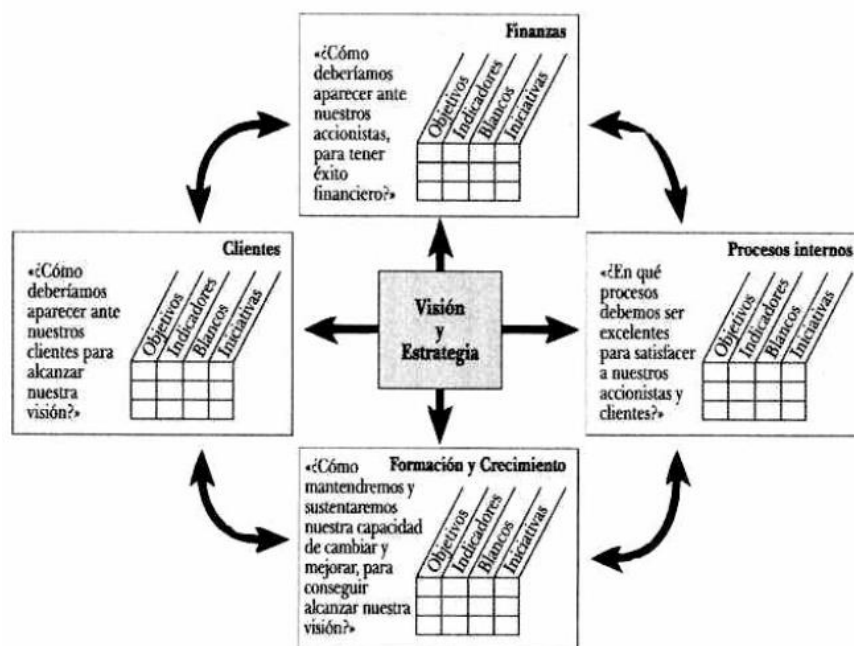 Finanzas
«¿Cómo
deberíamos
aparecer ante
nuestros
accionistas,
para tener
éxito
financiero?»
Objetivos
Indicadores
Blancos
Iniciativas
Clientes
«¿Cómo
deberíamos
aparecer ante
nuestros
clientes para
alcanzar
nuestra
visión?»
Objetivos
Indicadores
Blancos
Iniciativas
Visión
y
Estrategia
Procesos internos
«¿En qué
procesos
debemos ser
excelentes
para satisfacer
a nuestros
accionistas y
clientes?»
Objetivos
Indicadores
Blancos
Iniciativas
Formación y Crecimiento
«¿Cómo
mantendremos y
sustentaremos
nuestra capacidad
de cambiar y
mejorar, para
conseguir
alcanzar nuestra
visión?»
Objetivos
Indicadores
Blancos
Iniciativas